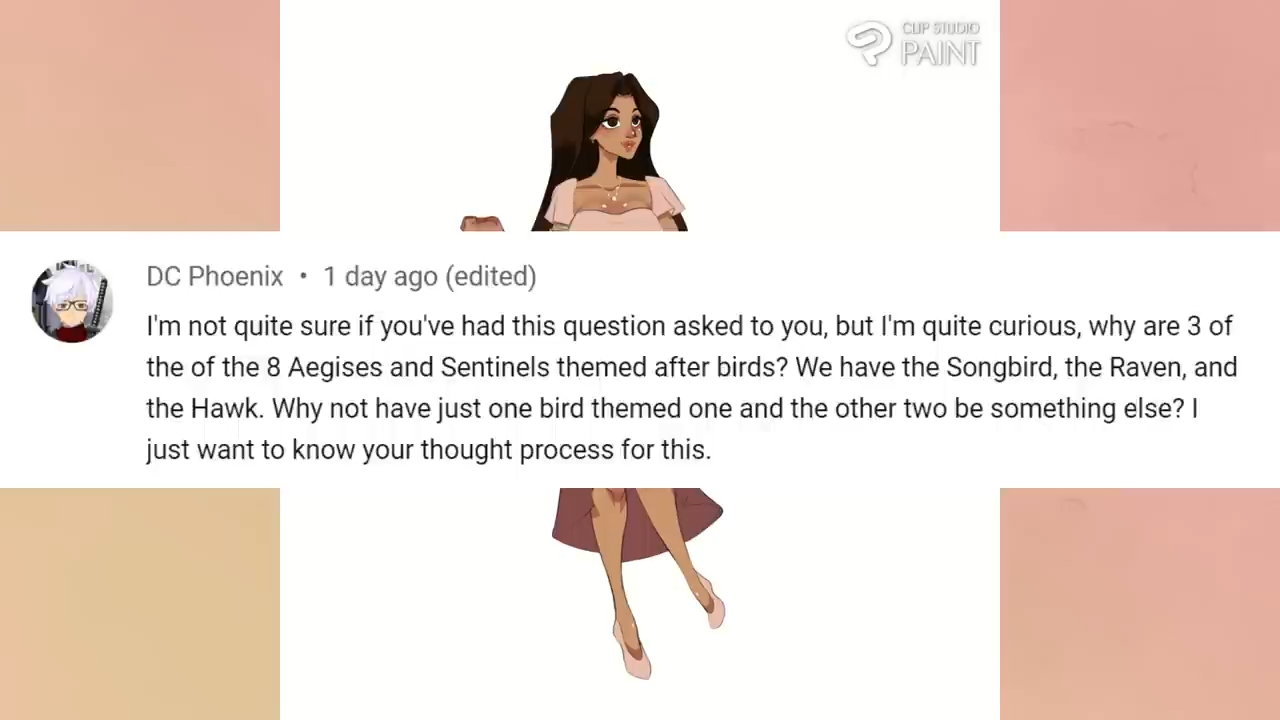 CLIP STUDIO
PAINT
DC Phoenix • 1 day ago (edited)
I'm not quite sure if you've had this question asked to you, but I'm quite curious, why are 3 of
the of the 8 Aegises and Sentinels themed after birds? We have the Songbird, the Raven, and
the Hawk. Why not have just one bird themed one and the other two be something else? I
just want to know your thought process for this.